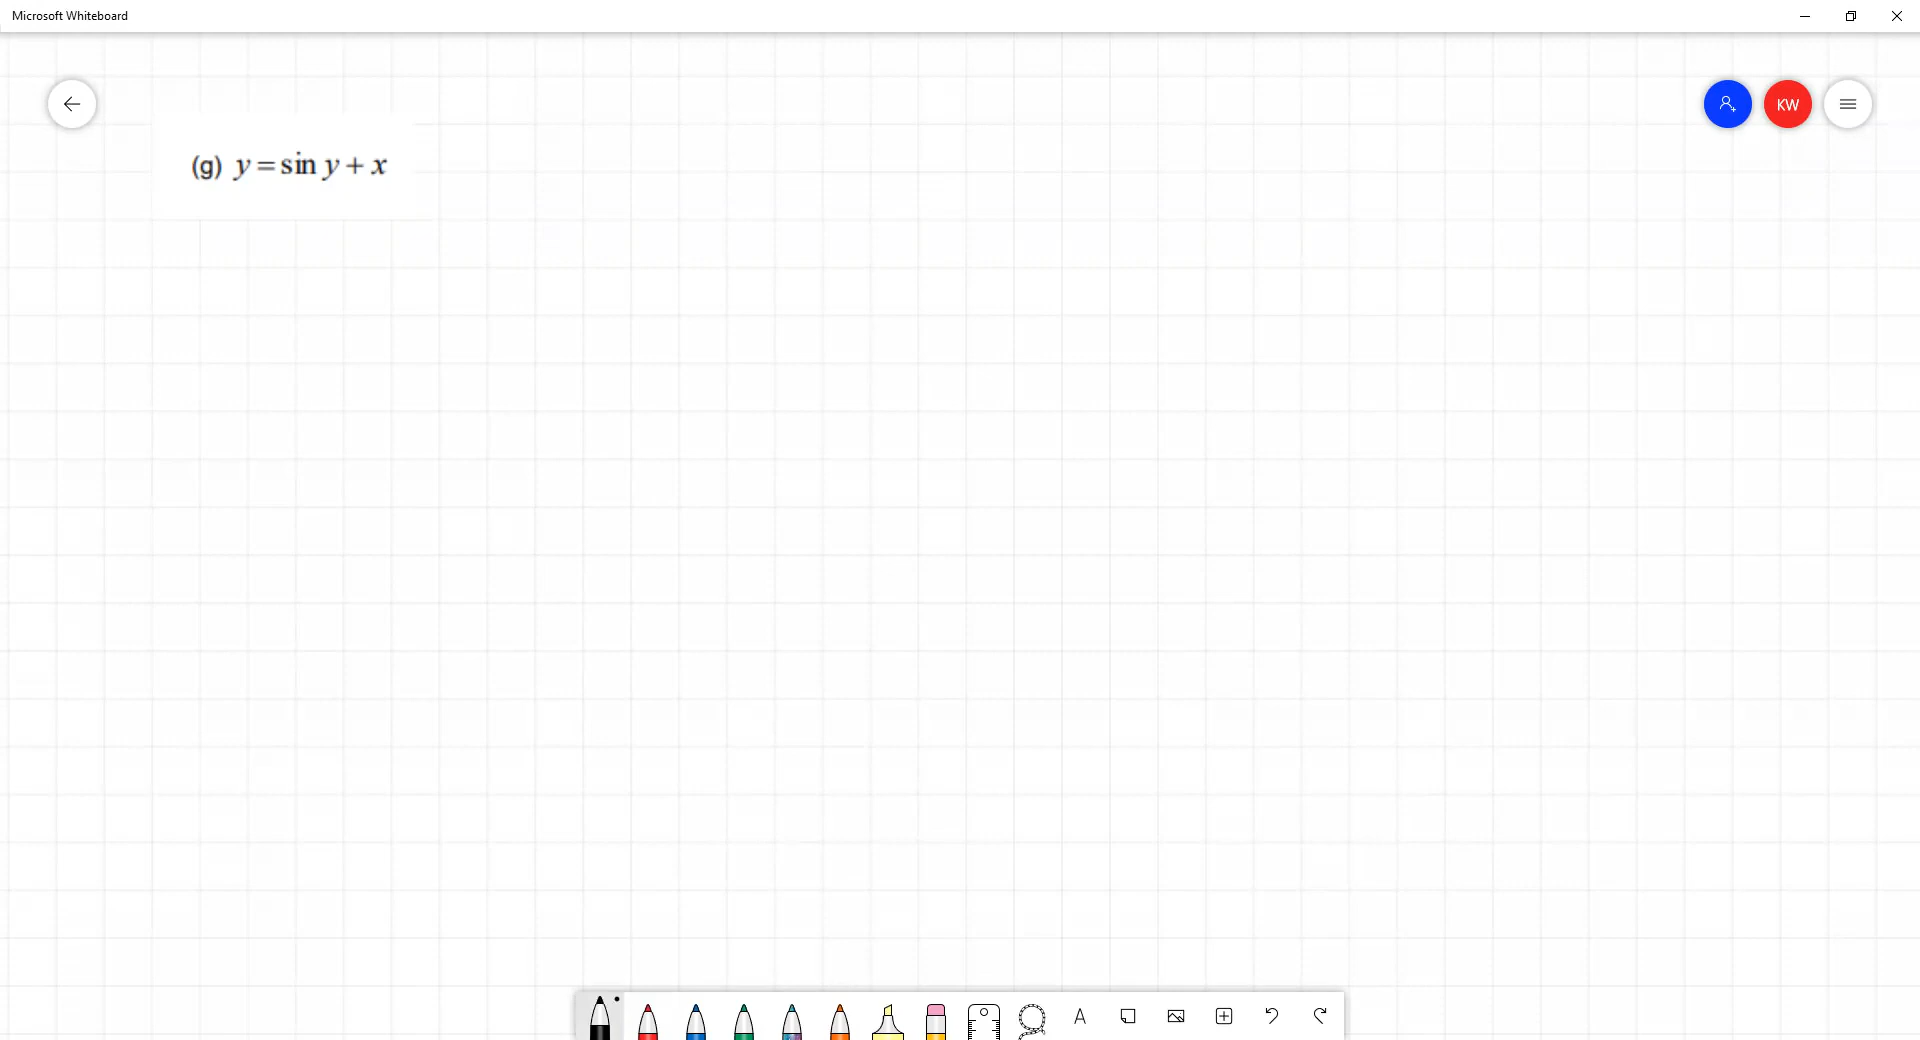 Microsoft Whiteboard
KW
(g) y = sin y + x
A